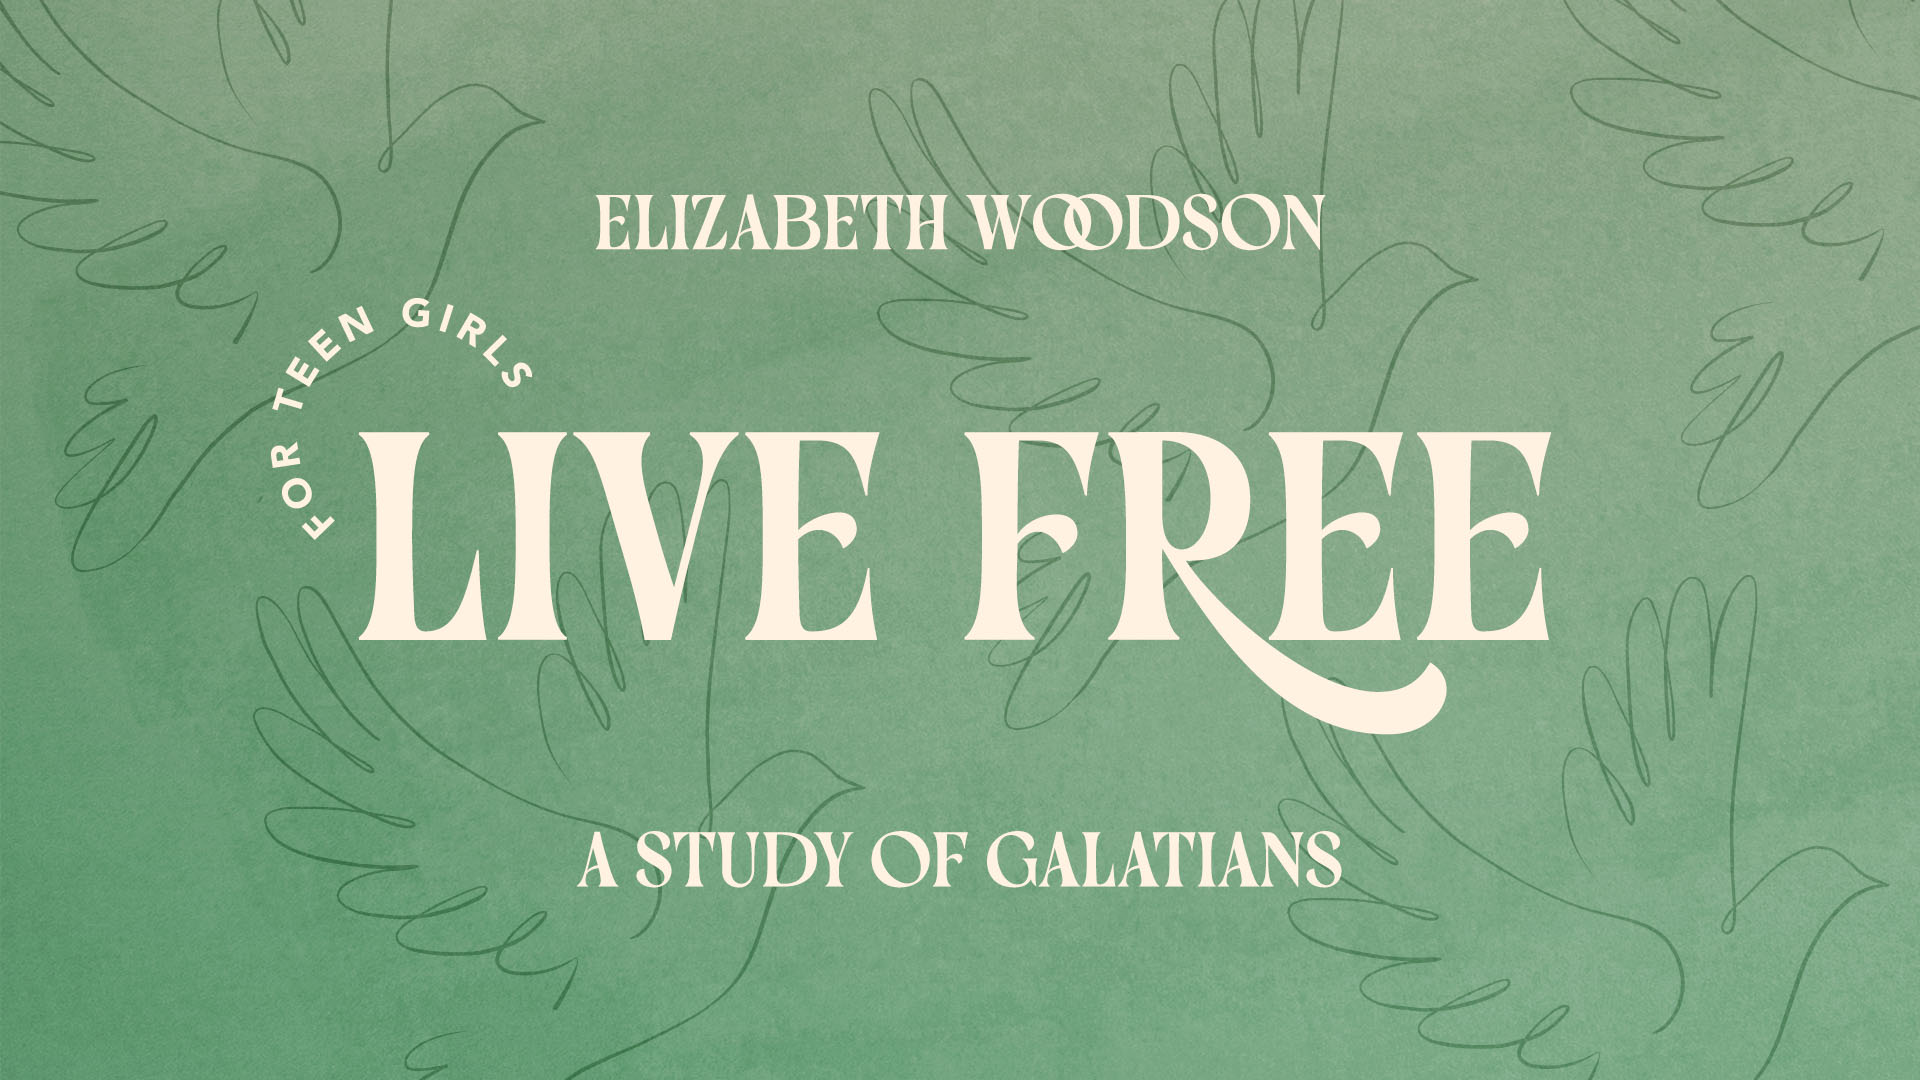 ELIZABETH WOODSON
FOR TEEN GIRLS
LIVE FREE
A STUDY OF GALATIANS